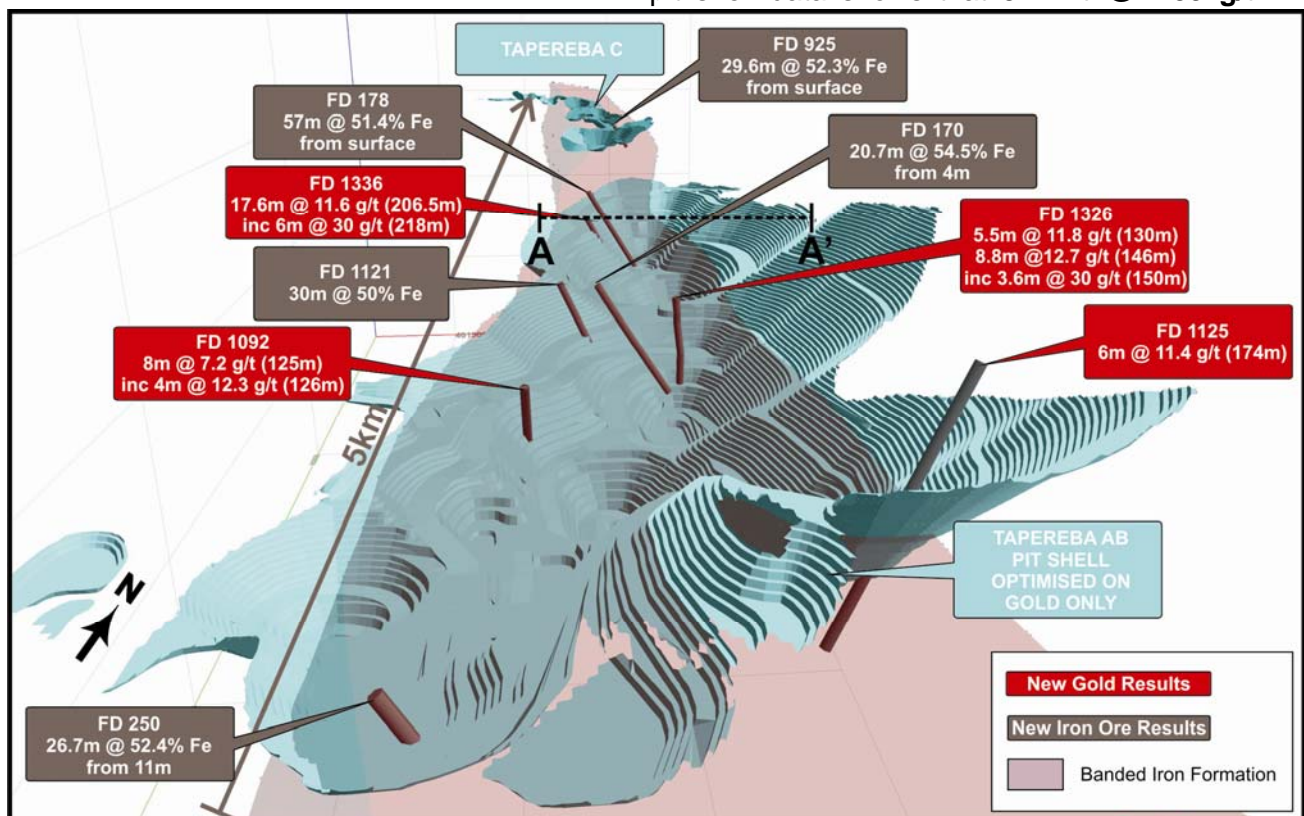 TAPEREBA C
FD 925
29.6m @ 52.3% Fe
from surface
FD 178
57m @ 51.4% Fe
from surface
FD 170
20.7m @ 54.5% Fe
from 4m
FD 1336
17.6m @ 11.6 g/t (206.5m)
inc 6m @ 30 g/t (218m)
A
A'
FD 1326
5.5m @ 11.8 g/t (130m)
8.8m @12.7 g/t (146m)
inc 3.6m @ 30 g/t (150m)
FD 1121
30m @ 50% Fe
FD 1125
6m @ 11.4 g/t (174m)
FD 1092
8m @ 7.2 g/t (125m)
inc 4m @ 12.3 g/t (126m)
5km
N
TAPEREBA AB
PIT SHELL
OPTIMISED ON
GOLD ONLY
FD 250
26.7m @ 52.4% Fe
from 11m
New Gold Results
New Iron Ore Results
Banded Iron Formation